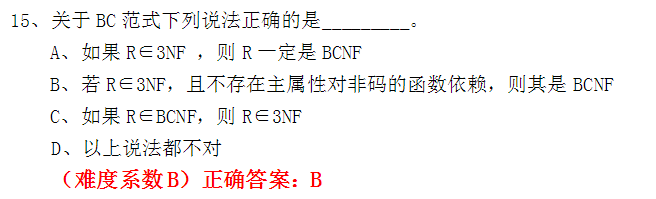 15、关于 BC 范式下列说法正确的是_________。
A、如果 R∈3NF ，则 R 一定是 BCNF
B、若 R∈3NF，且不存在主属性对非码的函数依赖，则其是 BCNF
C、如果 R∈BCNF，则 R∈3NF
D、以上说法都不对
（难度系数 B）正确答案：B